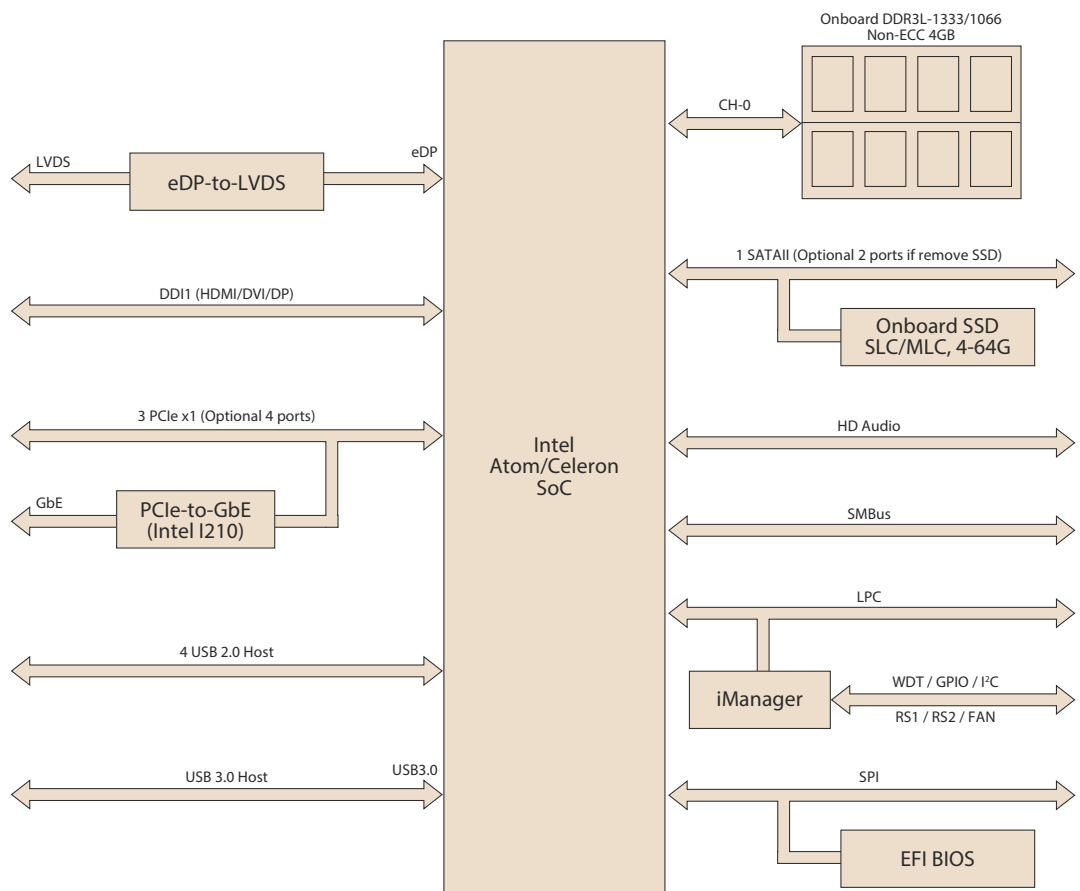 Onboard DDR3L-1333/1066
Non-ECC 4GB
CH-0
LVDS
eDP-to-LVDS
eDP
1 SATAII (Optional 2 ports if remove SSD)
DDI1 (HDMI/DVI/DP)
Onboard SSD
SLC/MLC, 4-64G
3 PCIe x1 (Optional 4 ports)
GbE
PCIe-to-GbE
(Intel I210)
Intel
Atom/Celeron
SoC
HD Audio
SMBus
LPC
4 USB 2.0 Host
iManager
WDT / GPIO / I²C
RS1 / RS2 / FAN
USB 3.0 Host
USB3.0
SPI
EFI BIOS